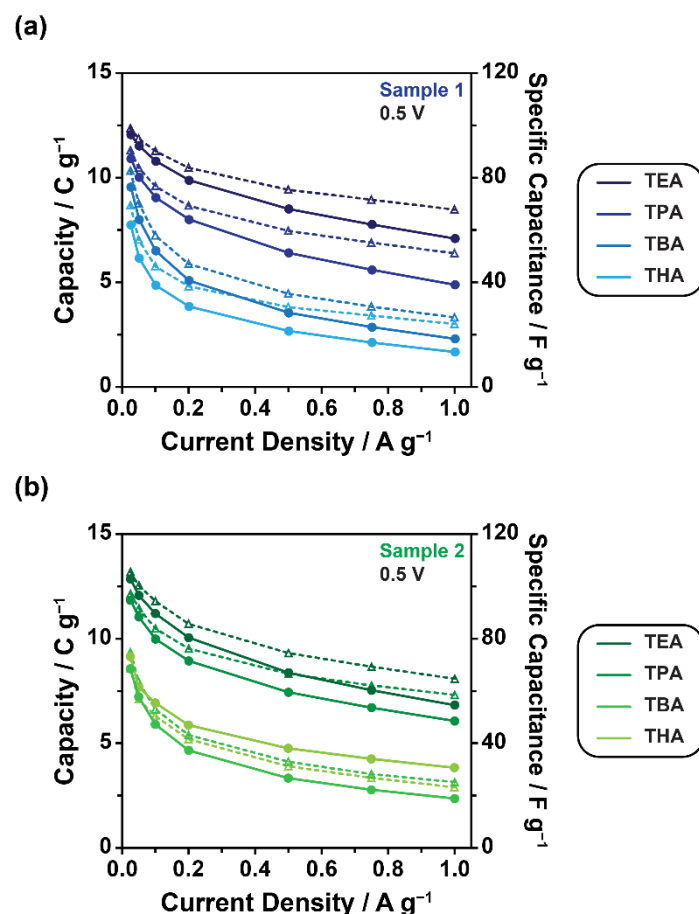 (a)
Sample 1
0.5 V
15
10
5
0
120
80
40
0
Capacity / C g⁻¹
Specific Capacitance / F g⁻¹
0.0 0.2 0.4 0.6 0.8 1.0
Current Density / A g⁻¹
TEA
TPA
TBA
THA
(b)
Sample 2
0.5 V
15
10
5
0
120
80
40
0
Capacity / C g⁻¹
Specific Capacitance / F g⁻¹
0.0 0.2 0.4 0.6 0.8 1.0
Current Density / A g⁻¹
TEA
TPA
TBA
THA